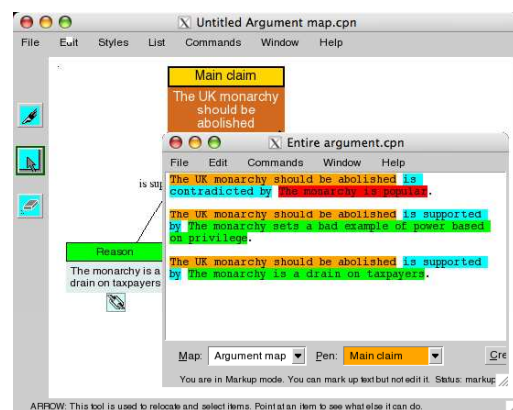 Untitled Argument map.cpn
File Edit Styles List Commands Window Help
Main claim
The UK monarchy
should be
abolished
is sup
Reason
The monarchy is a
drain on taxpayers
Entire argument.cpn
File Edit Commands Window Help
The UK monarchy should be abolished is
contradicted by The monarchy is popular.
The UK monarchy should be abolished is supported
by The monarchy sets a bad example of power based
on privilege.
The UK monarchy should be abolished is supported
by The monarchy is a drain on taxpayers.
Map: Argument map Pen: Main claim Cre
You are in Markup mode. You can mark up text but not edit it. Status: markup
ARROW: This tool is used to relocate and select items. Point at an item to see what else it can do.